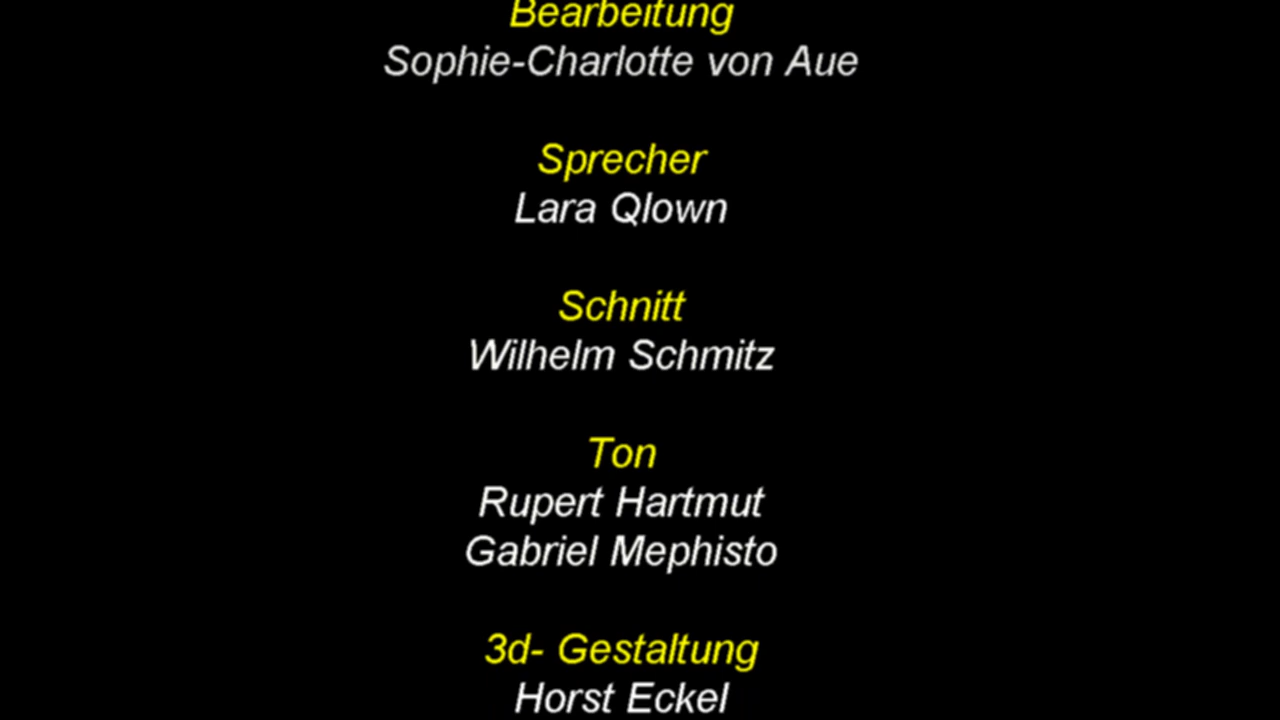 Bearbeitung
Sophie-Charlotte von Aue
Sprecher
Lara Qlown
Schnitt
Wilhelm Schmitz
Ton
Rupert Hartmut
Gabriel Mephisto
3d- Gestaltung
Horst Eckel